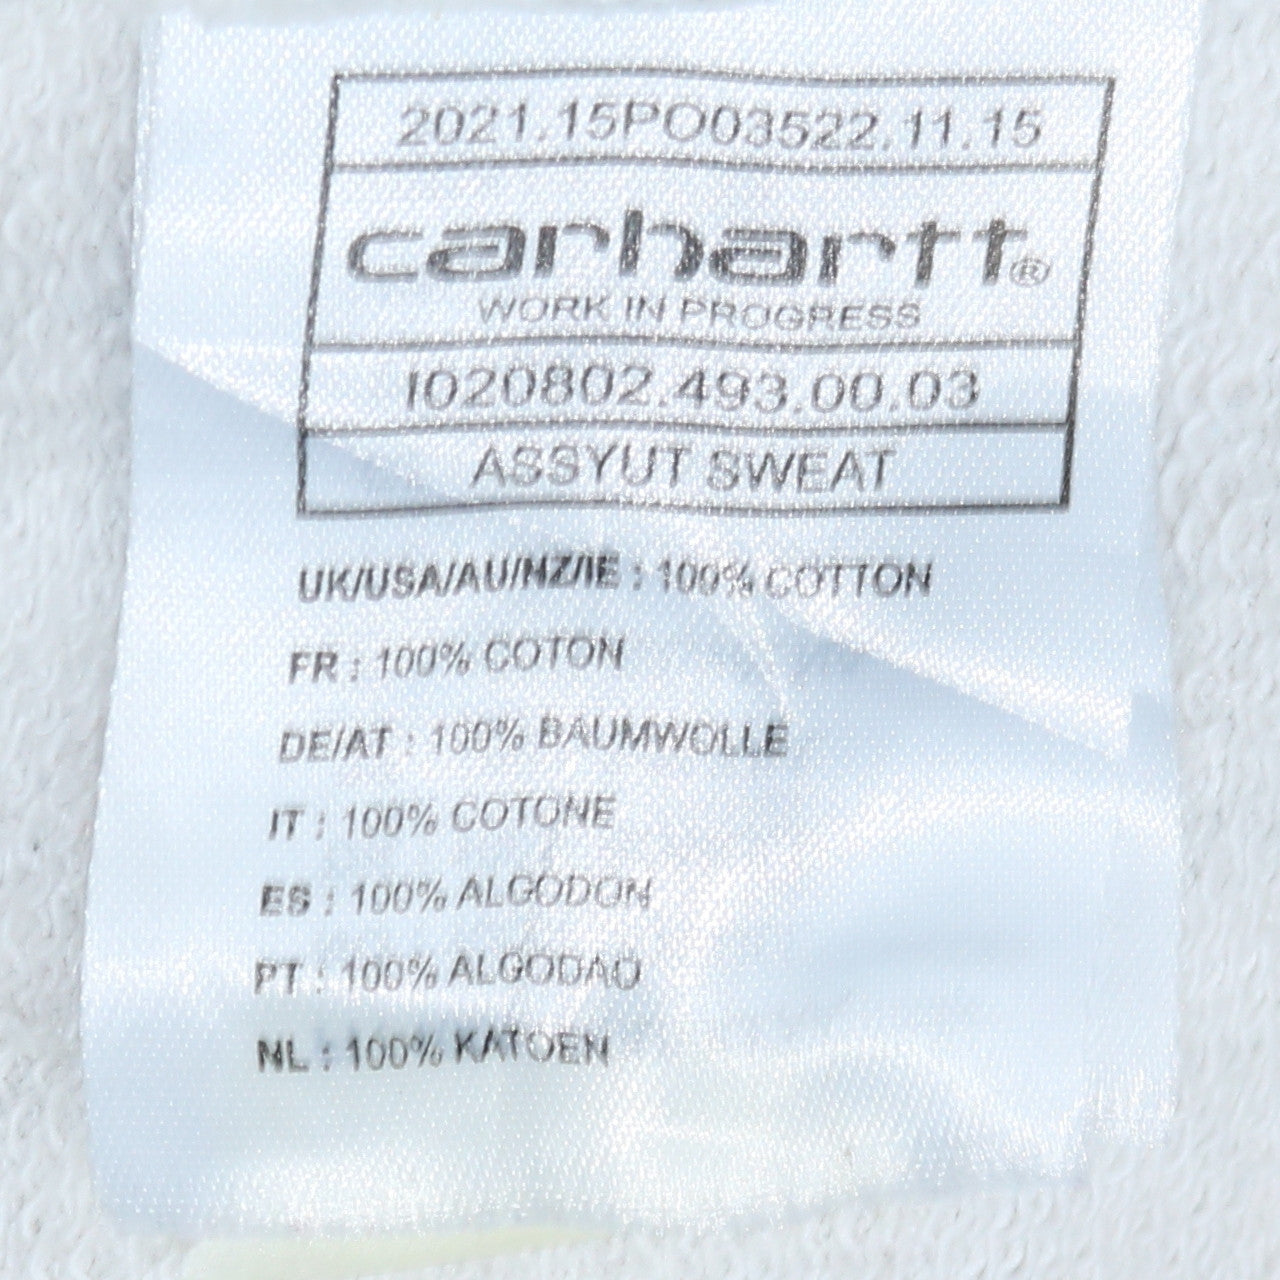 2021.15PO03522.11.15
carhartt®
WORK IN PROGRESS
I020802.493.00.03
ASSYUT SWEAT
UK/USA/AU/NZ/IE : 100% COTTON
FR : 100% COTON
DE/AT : 100% BAUMWOLLE
IT : 100% COTONE
ES : 100% ALGODON
PT : 100% ALGODAO
NL : 100% KATOEN